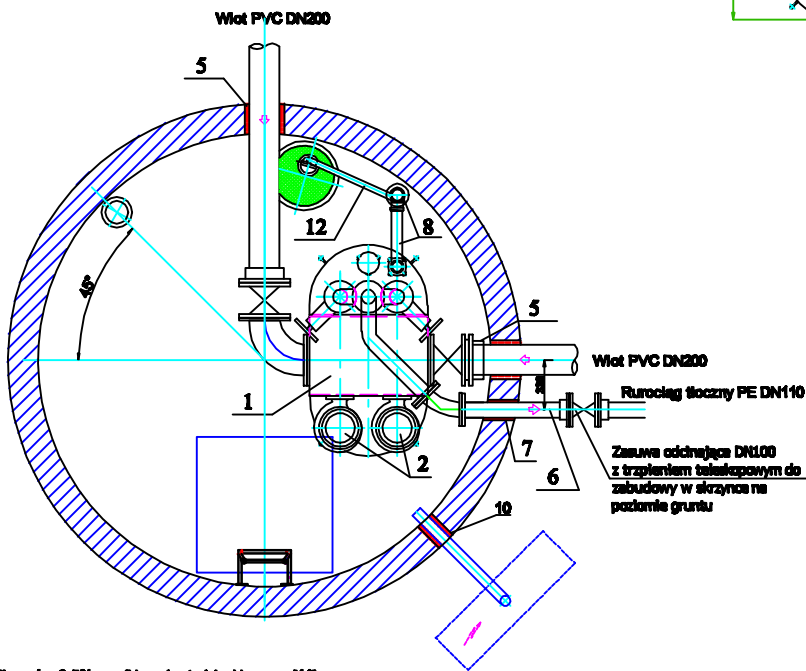 Wlot PVC DN200
5
12
8
45°
5
Wlot PVC DN200
Rurociąg tłoczny PE DN110
1
2
7
6
Zasuwa odcinająca DN100
z trzpieniem teleskopowym do
zabudowy w skrzynce na
poziomie gruntu
10